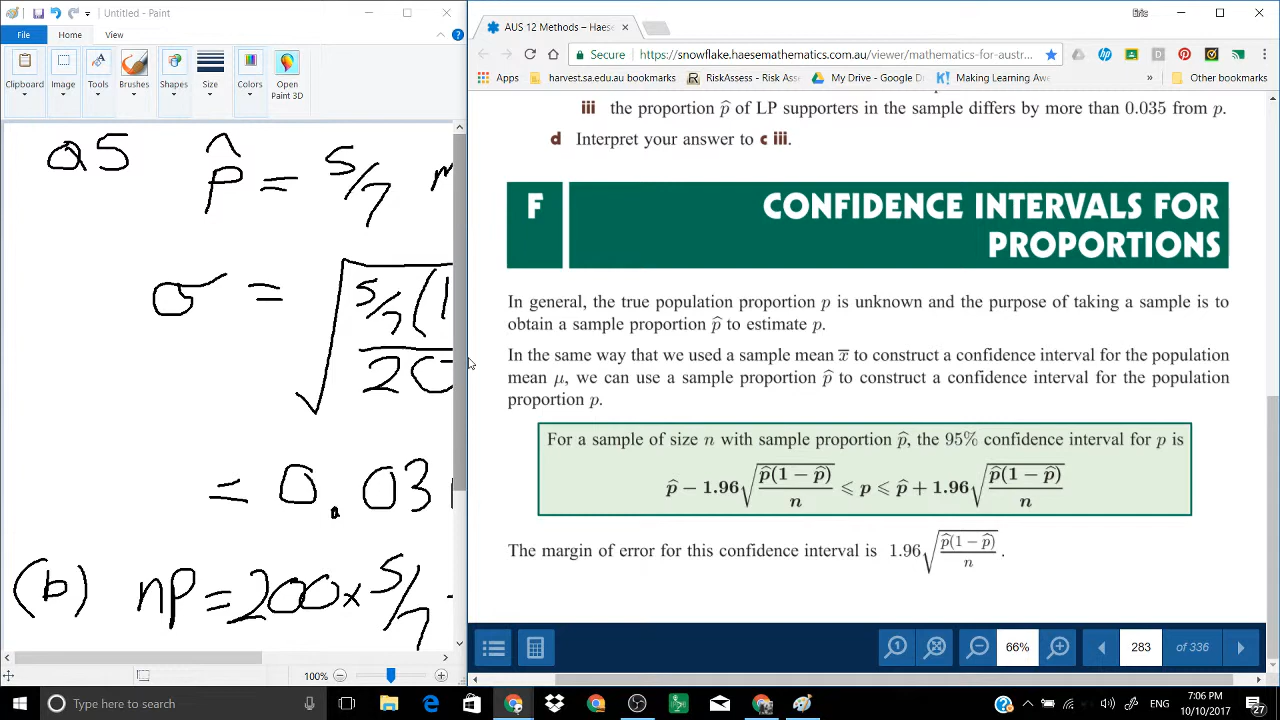 Untitled - Paint
File Home View
Clipboard Image Tools Brushes Shapes Size Colors Open Paint 3D
Q5 p̂ = 5/7
σ = √(5/7(1
20
= 0.03
(b) np = 200 × 5/7
100%
Eric
AUS 12 Methods – Haese
Secure https://snowflake.haesemathematics.com.au/viewer/mathematics-for-austr
Apps harvest.sa.edu.au bookmarks RiskAssess - Risk Asse My Drive - Google D Making Learning Awe » Other bookmarks
iii the proportion p̂ of LP supporters in the sample differs by more than 0.035 from p.
d Interpret your answer to c iii.
F CONFIDENCE INTERVALS FOR
PROPORTIONS
In general, the true population proportion p is unknown and the purpose of taking a sample is to
obtain a sample proportion p̂ to estimate p.
In the same way that we used a sample mean x̄ to construct a confidence interval for the population
mean μ, we can use a sample proportion p̂ to construct a confidence interval for the population
proportion p.
For a sample of size n with sample proportion p̂, the 95% confidence interval for p is
p̂ − 1.96√(p̂(1 − p̂)/n) ⩽ p ⩽ p̂ + 1.96√(p̂(1 − p̂)/n)
The margin of error for this confidence interval is 1.96√(p̂(1 − p̂)/n).
66% 283 of 336
Type here to search
ENG
7:06 PM
10/10/2017
27